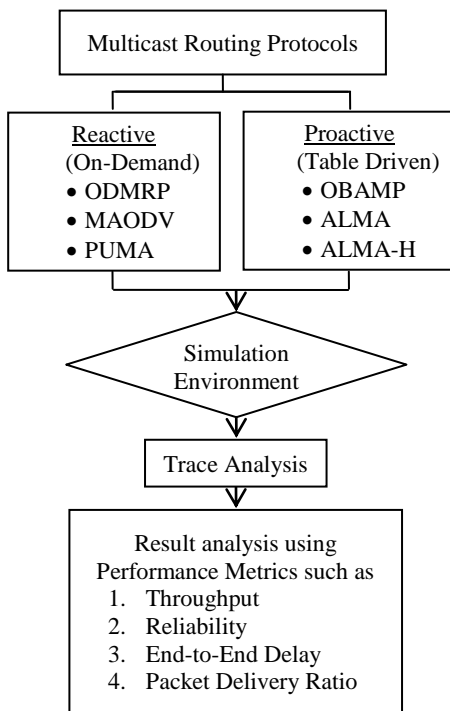 Multicast Routing Protocols
Reactive
(On-Demand)
• ODMRP
• MAODV
• PUMA
Proactive
(Table Driven)
• OBAMP
• ALMA
• ALMA-H
Simulation
Environment
Trace Analysis
Result analysis using
Performance Metrics such as
1. Throughput
2. Reliability
3. End-to-End Delay
4. Packet Delivery Ratio